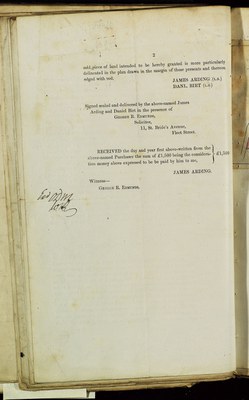 2
said piece of land intended to be hereby granted is more particularly
delineated in the plan drawn in the margin of these presents and thereon
edged with red.
JAMES ARDING (L.S.)
DANL. BIRT (L.S.)
Signed sealed and delivered by the above-named James
Arding and Daniel Birt in the presence of
GEORGE E. EDMUNDS,
Solicitor,
11, St. Bride's Avenue,
Fleet Street.
RECEIVED the day and year first above-written from the
above-named Purchaser the sum of £1,500 being the considera-
tion money above expressed to be paid by him to me,
£1,500
JAMES ARDING.
Witness—
GEORGE E. EDMUNDS.